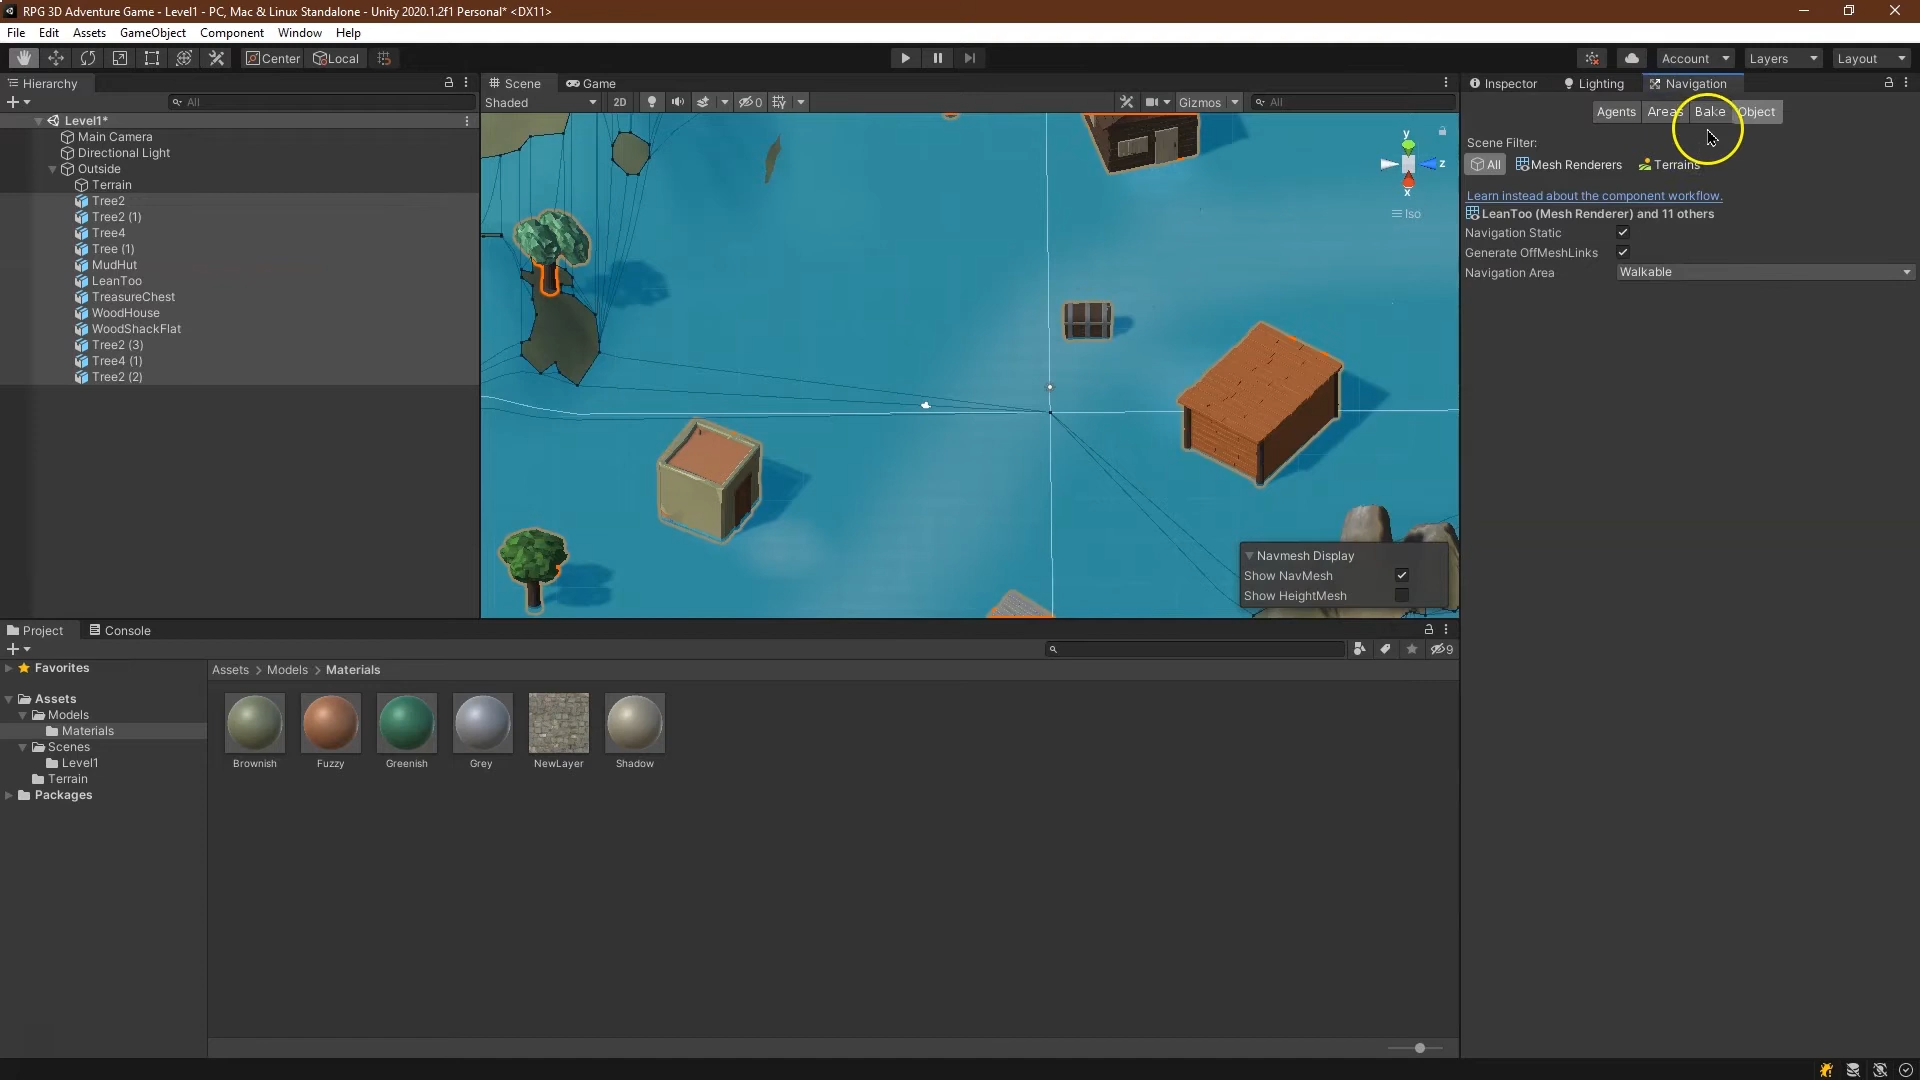 RPG 3D Adventure Game - Level1 - PC, Mac & Linux Standalone - Unity 2020.1.2f1 Personal* <DX11>
File Edit Assets GameObject Component Window Help
Center Local Account Layers Layout
Hierarchy
All
Level1*
Main Camera
Directional Light
Outside
Terrain
Tree2
Tree2 (1)
Tree4
Tree (1)
MudHut
LeanToo
TreasureChest
WoodHouse
WoodShackFlat
Tree2 (3)
Tree4 (1)
Tree2 (2)
Scene Game
Shaded 2D 0 Gizmos All
y
z
x
Iso
Navmesh Display
Show NavMesh
Show HeightMesh
Inspector Lighting Navigation
Agents Areas Bake Object
Scene Filter:
All Mesh Renderers Terrains
Learn instead about the component workflow.
LeanToo (Mesh Renderer) and 11 others
Navigation Static
Generate OffMeshLinks
Navigation Area Walkable
Project Console
9
Favorites
Assets
Models
Materials
Scenes
Level1
Terrain
Packages
Assets > Models > Materials
Brownish Fuzzy Greenish Grey NewLayer Shadow